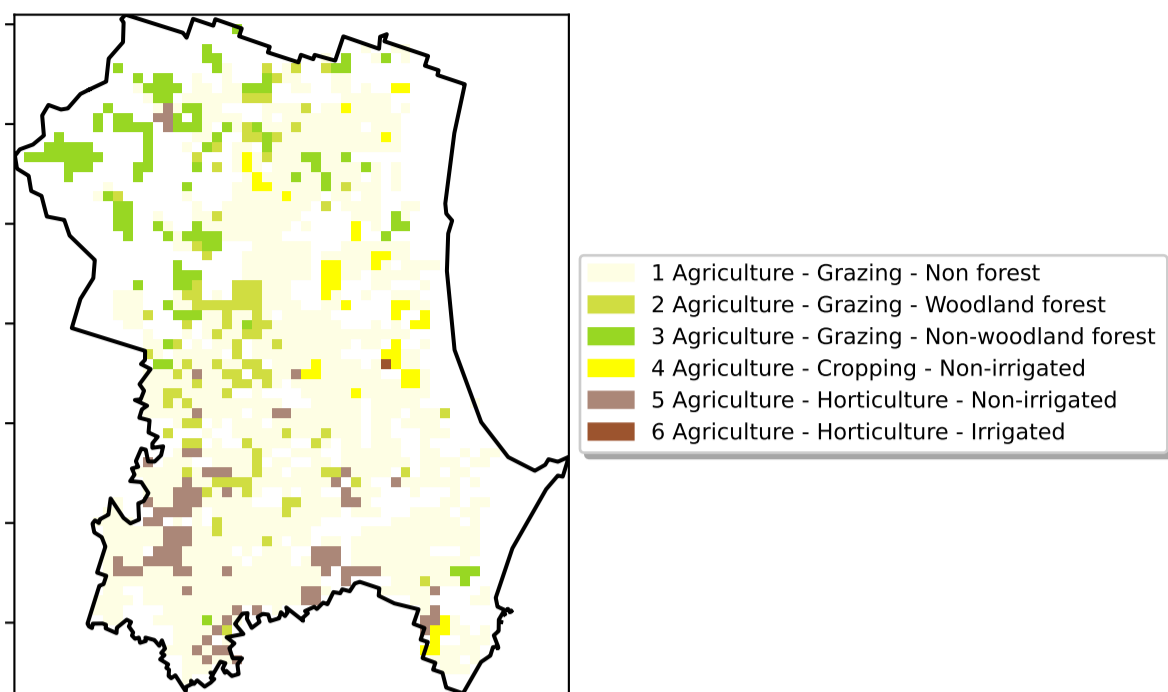 1 Agriculture - Grazing - Non forest
2 Agriculture - Grazing - Woodland forest
3 Agriculture - Grazing - Non-woodland forest
4 Agriculture - Cropping - Non-irrigated
5 Agriculture - Horticulture - Non-irrigated
6 Agriculture - Horticulture - Irrigated